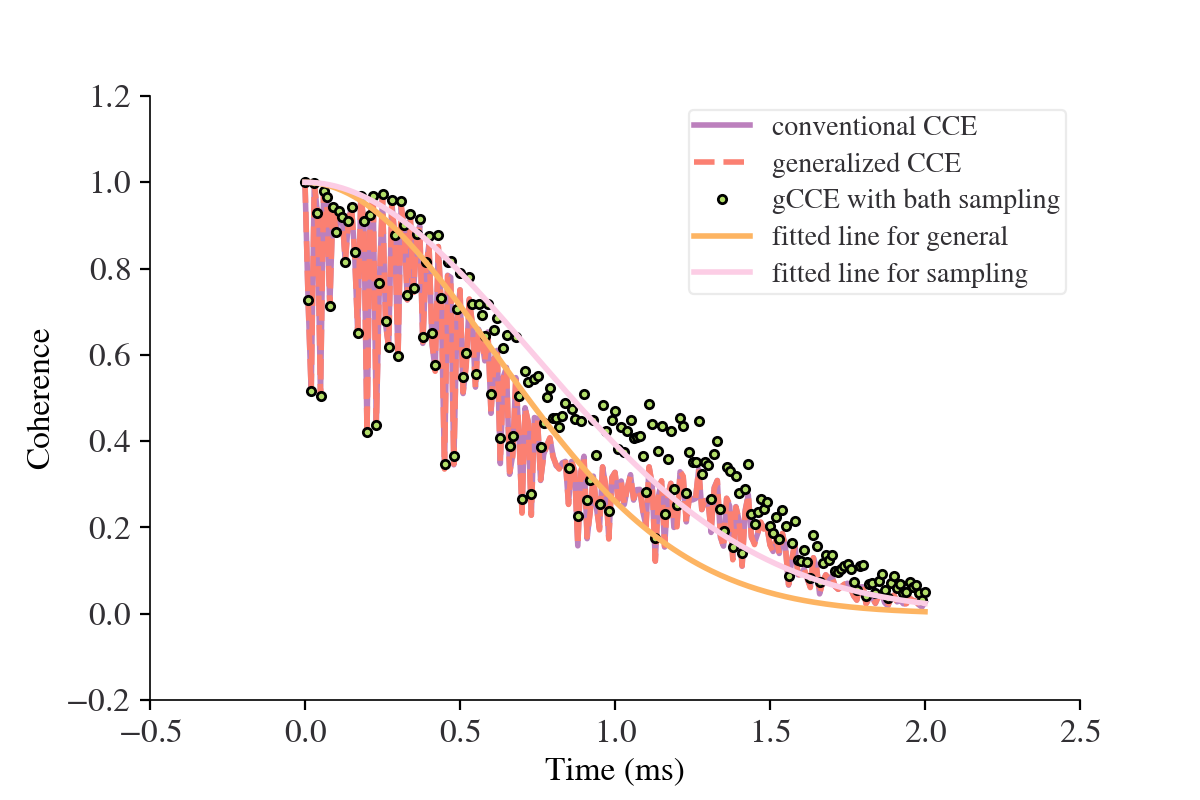 1.2
1.0
0.8
0.6
0.4
0.2
0.0
−0.2
Coherence
conventional CCE
generalized CCE
gCCE with bath sampling
fitted line for general
fitted line for sampling
−0.5 0.0 0.5 1.0 1.5 2.0 2.5
Time (ms)